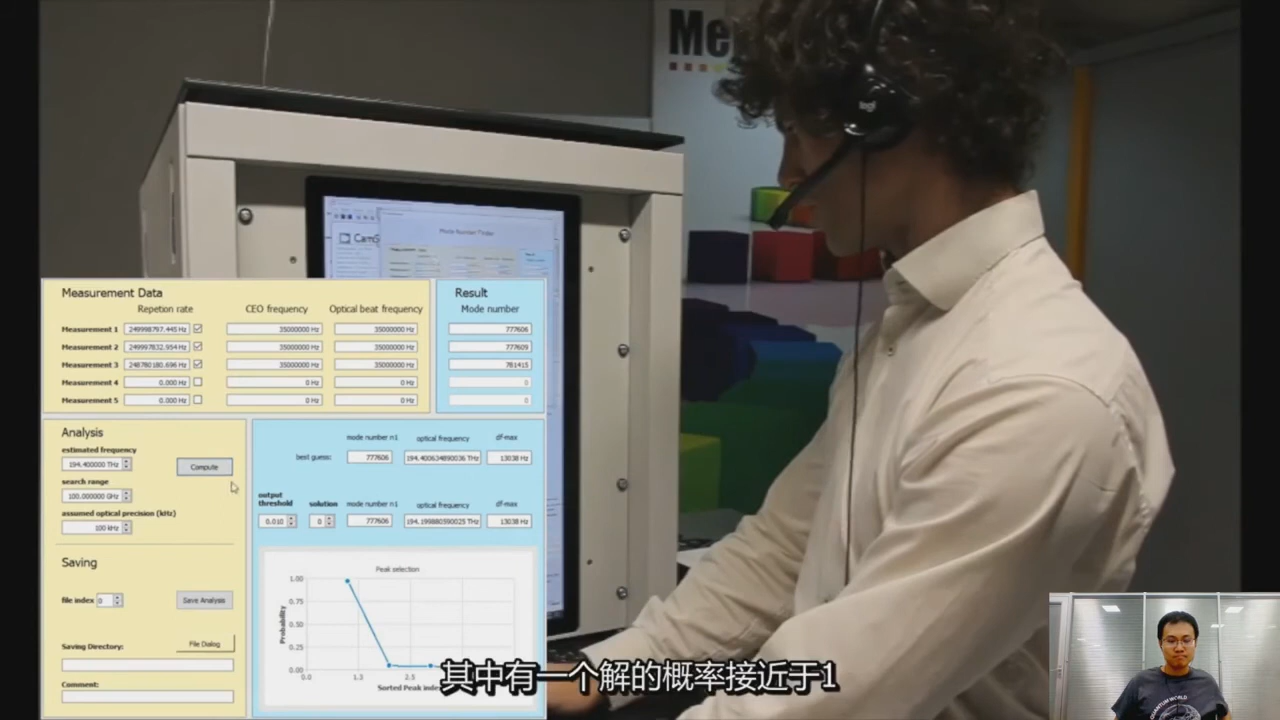 Me
logi
Mode Number Finder
CamS
Measurement Data
Repetion rate CEO frequency Optical beat frequency
Measurement 1 249998797.445 Hz 35000000 Hz 35000000 Hz
Measurement 2 249997832.954 Hz 35000000 Hz 35000000 Hz
Measurement 3 248780180.696 Hz 35000000 Hz 35000000 Hz
Measurement 4 0.000 Hz 0 Hz 0 Hz
Measurement 5 0.000 Hz 0 Hz 0 Hz
Result
Mode number
777606
777609
781415
0
0
Analysis
estimated frequency
194.400000 THz
Compute
search range
100.000000 GHz
assumed optical precision (kHz)
100 kHz
Saving
file index 0 Save Analysis
Saving Directory: File Dialog
Comment:
mode number n1 optical frequency df-max
best guess: 777606 194.400634890036 THz 13038 Hz
output
threshold solution mode number n1 optical frequency df-max
0.010 0 777606 194.199880590025 THz 13038 Hz
Peak selection
1.00
0.75
0.50
0.25
0.00
Probability
0.0 1.3 2.5
Sorted Peak inde
其中有一个解的概率接近于1
QUANTUM WORLD